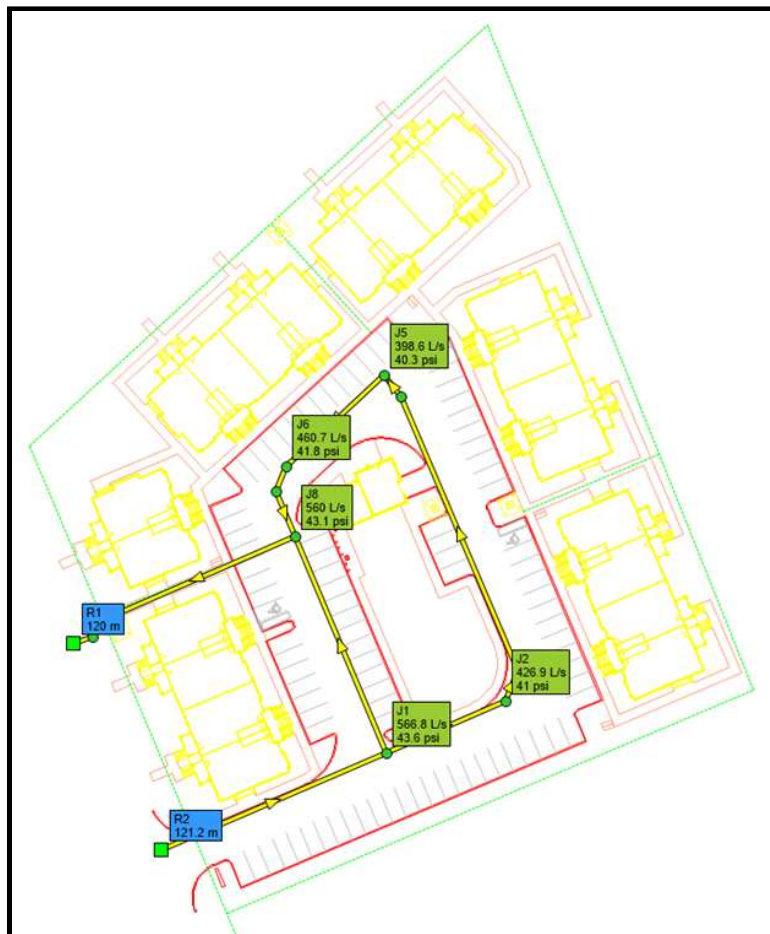 J5
398.6 L/s
40.3 psi
J6
460.7 L/s
41.8 psi
J8
560 L/s
43.1 psi
R1
120 m
J2
426.9 L/s
41 psi
J1
566.8 L/s
43.6 psi
R2
121.2 m